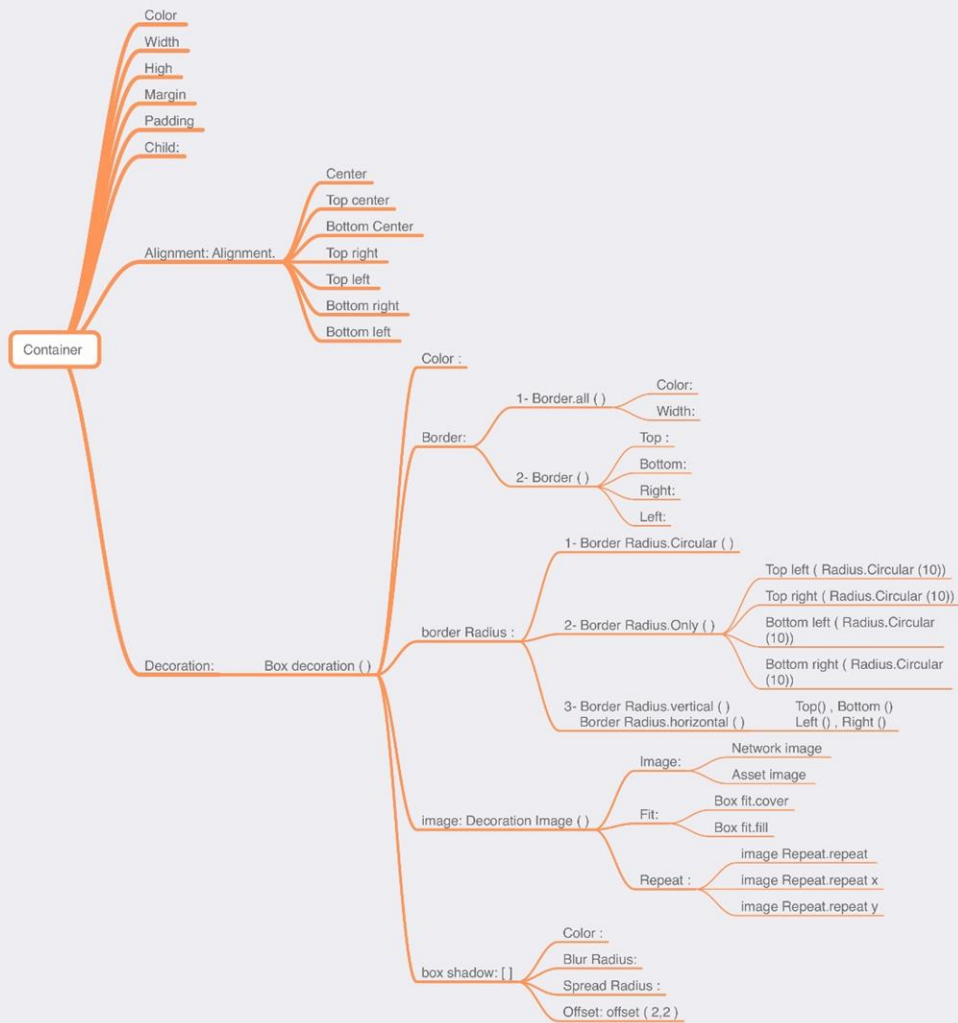 Color
Width
High
Margin
Padding
Child:
Container
Alignment: Alignment.
Center
Top center
Bottom Center
Top right
Top left
Bottom right
Bottom left
Decoration:
Box decoration ( )
Color :
Border:
1- Border.all ( )
Color:
Width:
2- Border ( )
Top :
Bottom:
Right:
Left:
border Radius :
1- Border Radius.Circular ( )
2- Border Radius.Only ( )
Top left ( Radius.Circular (10))
Top right ( Radius.Circular (10))
Bottom left ( Radius.Circular
(10))
Bottom right ( Radius.Circular
(10))
3- Border Radius.vertical ( )
Border Radius.horizontal ( )
Top() , Bottom ()
Left () , Right ()
image: Decoration Image ( )
Image:
Network image
Asset image
Fit:
Box fit.cover
Box fit.fill
Repeat :
image Repeat.repeat
image Repeat.repeat x
image Repeat.repeat y
box shadow: [ ]
Color :
Blur Radius:
Spread Radius :
Offset: offset ( 2,2 )